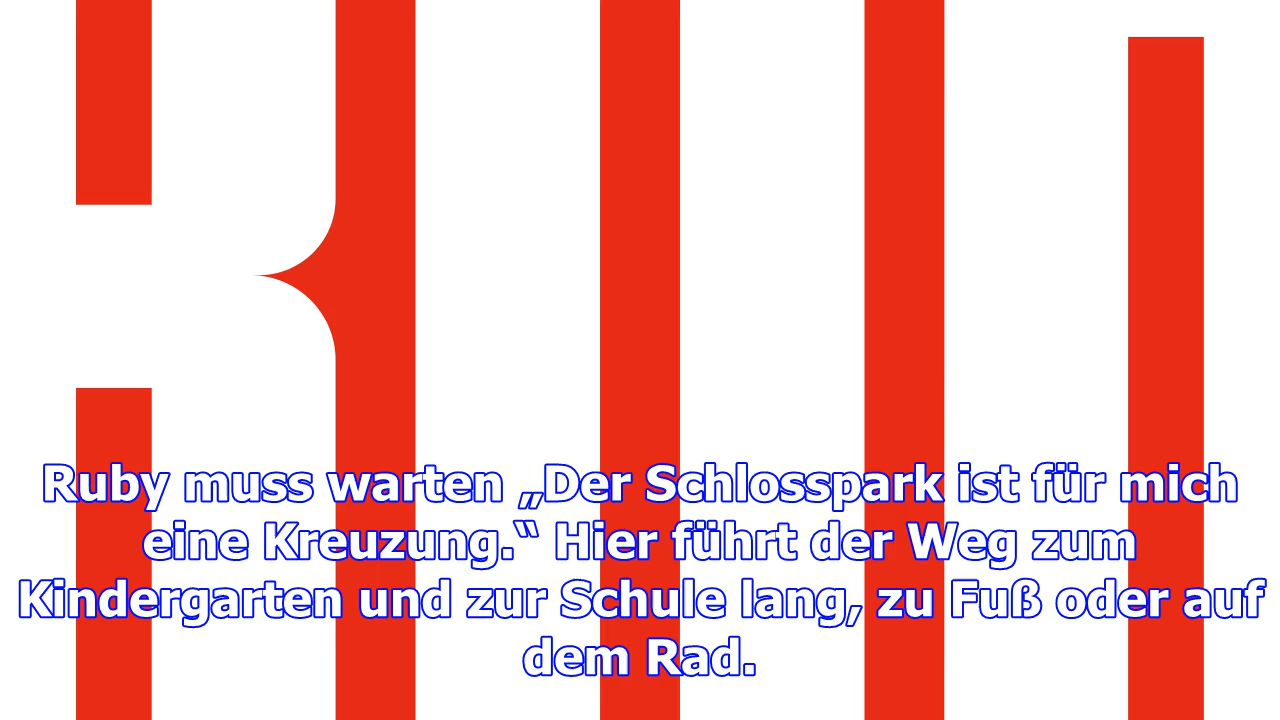 Ruby muss warten „Der Schlosspark ist für mich
eine Kreuzung.“ Hier führt der Weg zum
Kindergarten und zur Schule lang, zu Fuß oder auf
dem Rad.